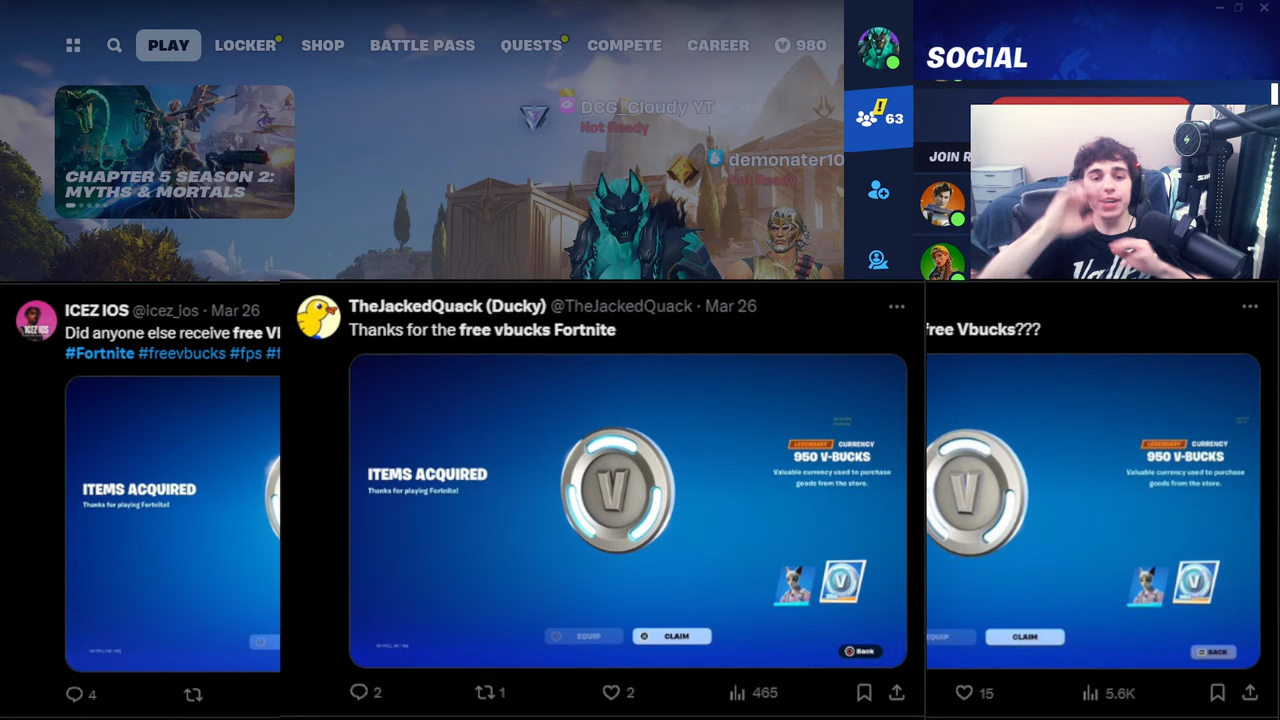 PLAY
LOCKER
SHOP
BATTLE PASS
QUESTS
COMPETE
CAREER
980
SOCIAL
CHAPTER 5 SEASON 2:
MYTHS & MORTALS
DCG_Cloudy YT
Not Ready
demonater10
Not Ready
63
JOIN R
ICEZ IOS @icez_ios · Mar 26
Did anyone else receive free V
#Fortnite #freevbucks #fps #f
ITEMS ACQUIRED
Thanks for playing Fortnite!
4
TheJackedQuack (Ducky) @TheJackedQuack · Mar 26
Thanks for the free vbucks Fortnite
ITEMS ACQUIRED
Thanks for playing Fortnite!
LEGENDARY CURRENCY
950 V-BUCKS
Valuable currency used to purchase
goods from the store.
EQUIP
CLAIM
Back
2
1
2
465
free Vbucks???
LEGENDARY CURRENCY
950 V-BUCKS
Valuable currency used to purchase
goods from the store.
EQUIP
CLAIM
BACK
15
5.6K